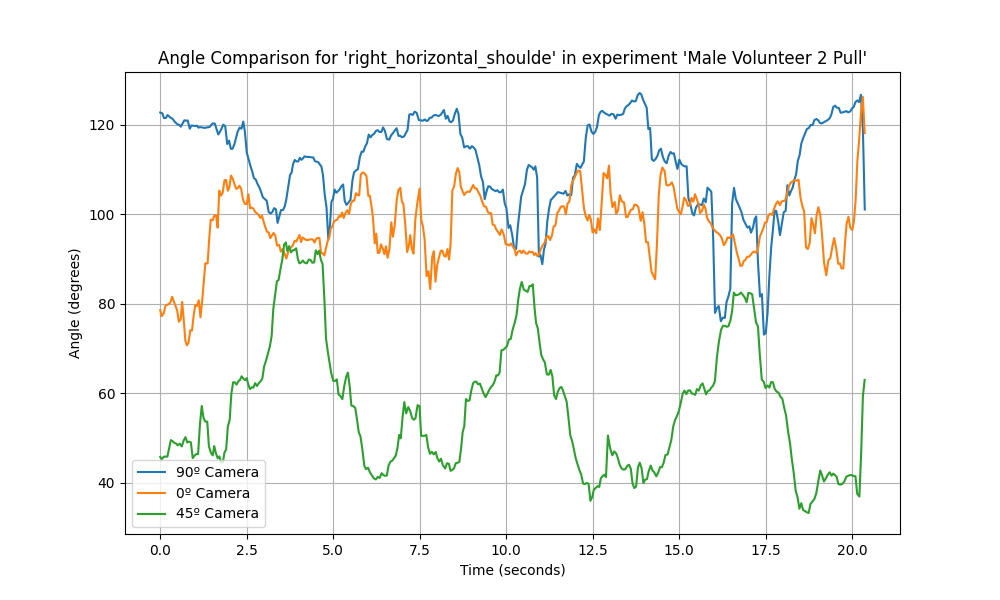 Angle Comparison for 'right_horizontal_shoulde' in experiment 'Male Volunteer 2 Pull'
Angle (degrees)
120
100
80
60
40
90º Camera
0º Camera
45º Camera
0.0 2.5 5.0 7.5 10.0 12.5 15.0 17.5 20.0
Time (seconds)